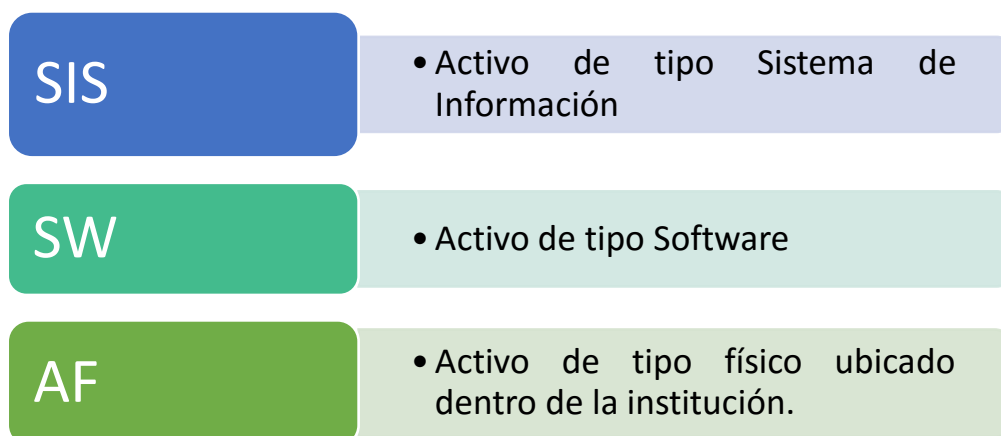 SIS
• Activo de tipo Sistema de
Información
SW
• Activo de tipo Software
AF
• Activo de tipo físico ubicado
dentro de la institución.